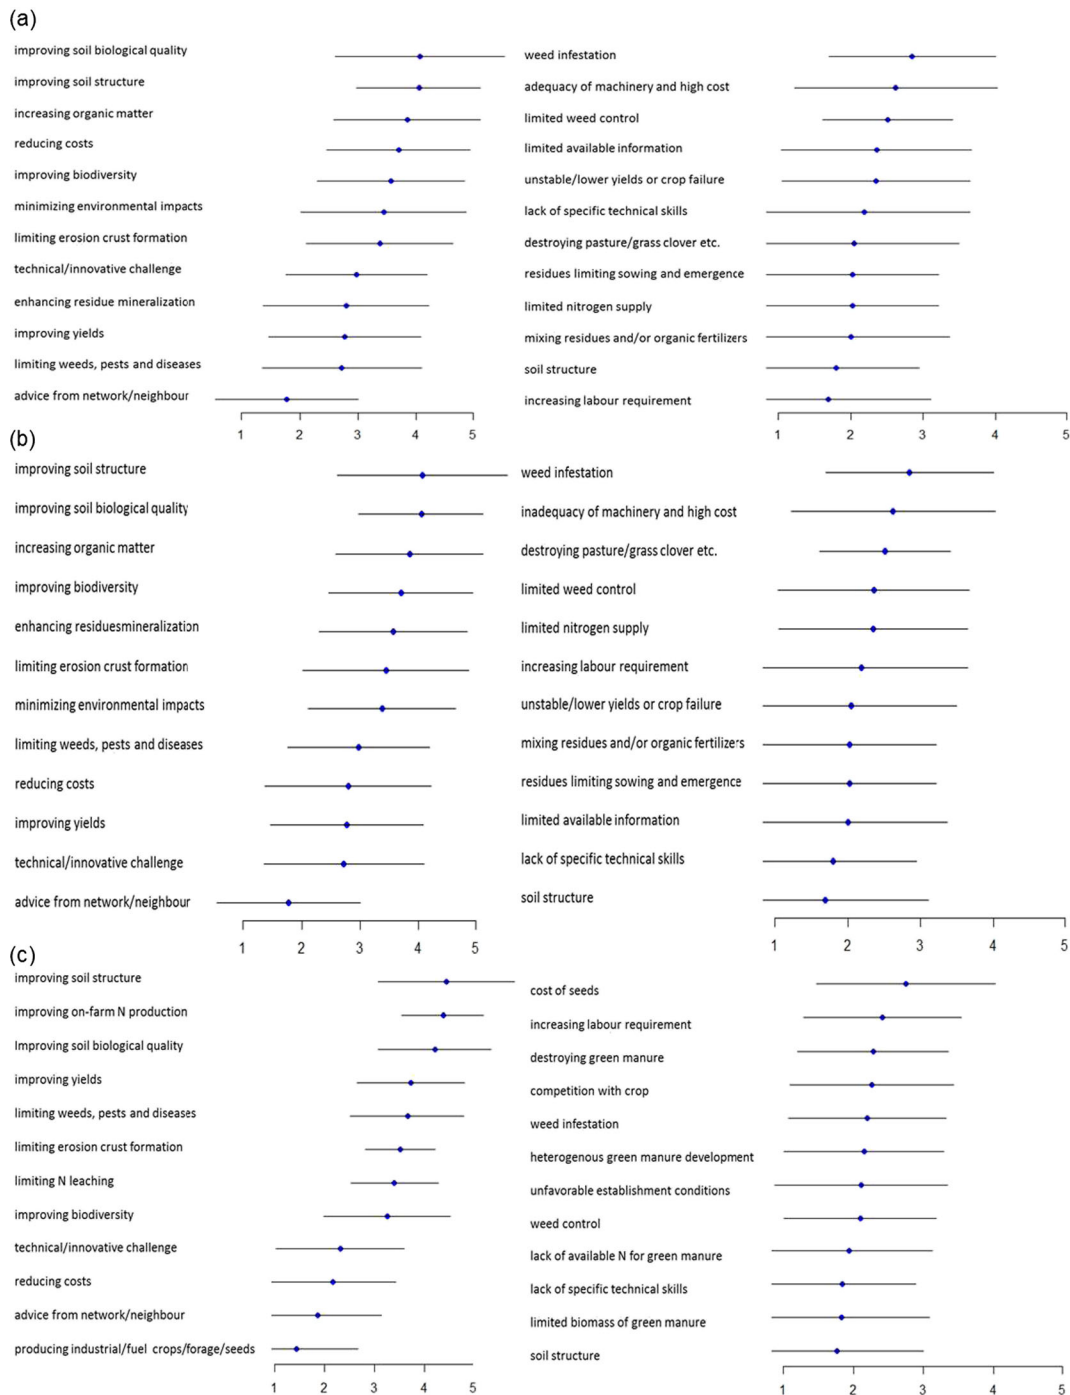 (a)
improving soil biological quality
improving soil structure
increasing organic matter
reducing costs
improving biodiversity
minimizing environmental impacts
limiting erosion crust formation
technical/innovative challenge
enhancing residue mineralization
improving yields
limiting weeds, pests and diseases
advice from network/neighbour
1 2 3 4 5
weed infestation
adequacy of machinery and high cost
limited weed control
limited available information
unstable/lower yields or crop failure
lack of specific technical skills
destroying pasture/grass clover etc.
residues limiting sowing and emergence
limited nitrogen supply
mixing residues and/or organic fertilizers
soil structure
increasing labour requirement
1 2 3 4 5
(b)
improving soil structure
improving soil biological quality
increasing organic matter
improving biodiversity
enhancing residuesmineralization
limiting erosion crust formation
minimizing environmental impacts
limiting weeds, pests and diseases
reducing costs
improving yields
technical/innovative challenge
advice from network/neighbour
1 2 3 4 5
weed infestation
inadequacy of machinery and high cost
destroying pasture/grass clover etc.
limited weed control
limited nitrogen supply
increasing labour requirement
unstable/lower yields or crop failure
mixing residues and/or organic fertilizers
residues limiting sowing and emergence
limited available information
lack of specific technical skills
soil structure
1 2 3 4 5
(c)
improving soil structure
improving on-farm N production
Improving soil biological quality
improving yields
limiting weeds, pests and diseases
limiting erosion crust formation
limiting N leaching
improving biodiversity
technical/innovative challenge
reducing costs
advice from network/neighbour
producing industrial/fuel crops/forage/seeds
1 2 3 4 5
cost of seeds
increasing labour requirement
destroying green manure
competition with crop
weed infestation
heterogenous green manure development
unfavorable establishment conditions
weed control
lack of available N for green manure
lack of specific technical skills
limited biomass of green manure
soil structure
1 2 3 4 5